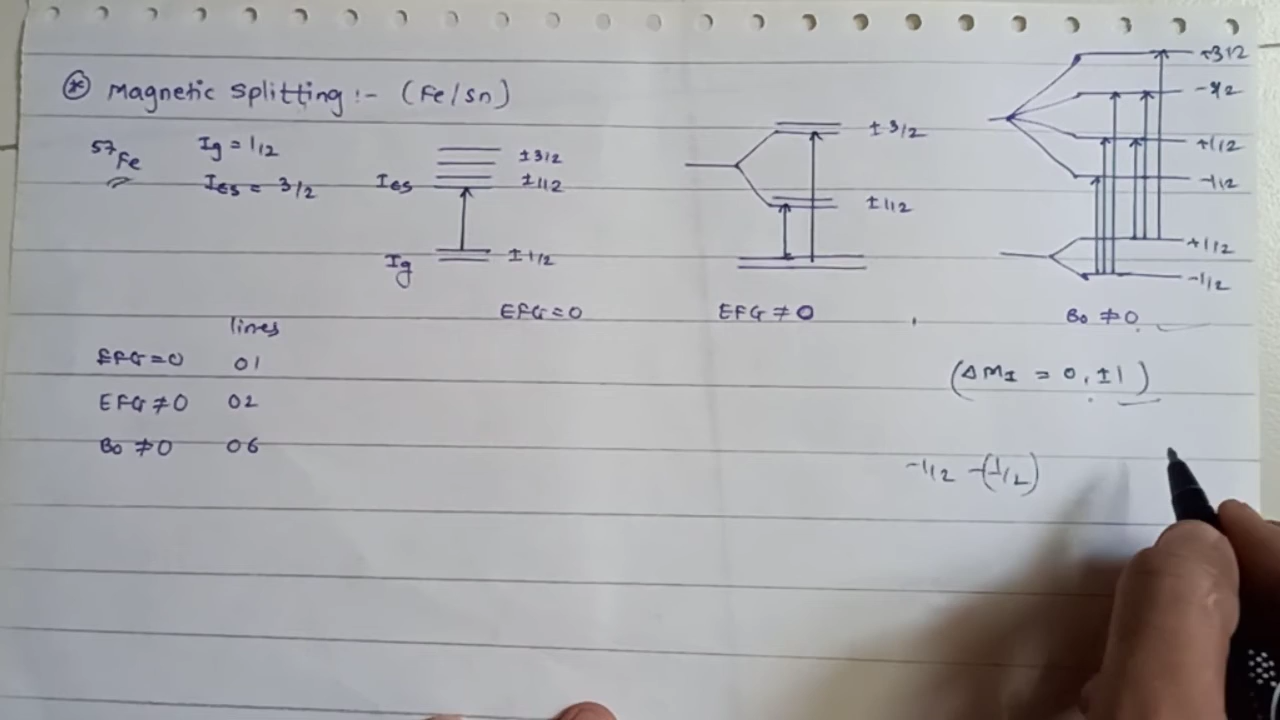 * Magnetic Splitting :- (Fe/Sn)
57Fe Ig = 1/2
IES = 3/2
IES ±3/2
±1/2
Ig ±1/2
EFG = 0
±3/2
±1/2
EFG ≠ 0
+3/2
+1/2
-1/2
+1/2
-1/2
B0 ≠ 0
lines
EFG = 0 01
EFG ≠ 0 02
B0 ≠ 0 06
(ΔMI = 0, ±1)
-1/2 -(-1/2)